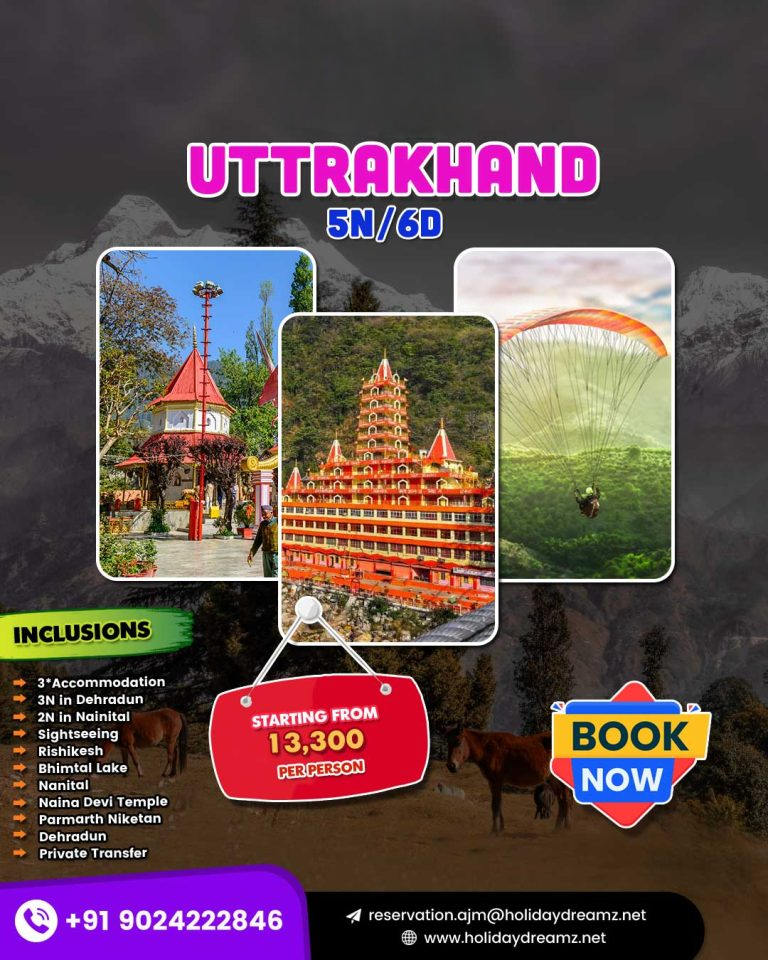 UTTRAKHAND
5N/6D
INCLUSIONS
3*Accommodation
3N in Dehradun
2N in Nainital
Sightseeing
Rishikesh
Bhimtal Lake
Nanital
Naina Devi Temple
Parmarth Niketan
Dehradun
Private Transfer
STARTING FROM
13,300
PER PERSON
BOOK
NOW
+91 9024222846
reservation.ajm@holidaydreamz.net
www.holidaydreamz.net